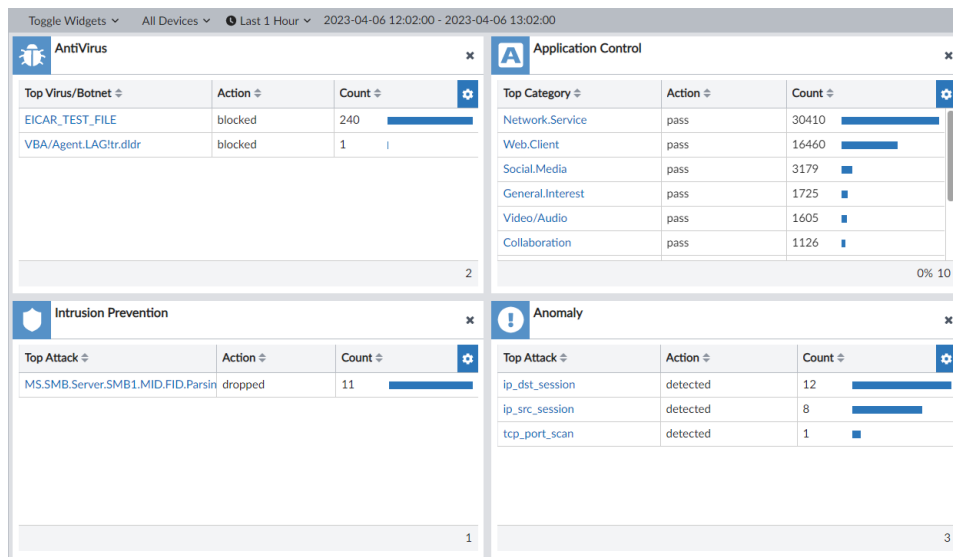 Toggle Widgets All Devices Last 1 Hour 2023-04-06 12:02:00 - 2023-04-06 13:02:00
AntiVirus
Top Virus/Botnet Action Count
EICAR_TEST_FILE blocked 240
VBA/Agent.LAG!tr.dldr blocked 1
2
Application Control
Top Category Action Count
Network.Service pass 30410
Web.Client pass 16460
Social.Media pass 3179
General.Interest pass 1725
Video/Audio pass 1605
Collaboration pass 1126
0% 10
Intrusion Prevention
Top Attack Action Count
MS.SMB.Server.SMB1.MID.FID.Parsin dropped 11
1
Anomaly
Top Attack Action Count
ip_dst_session detected 12
ip_src_session detected 8
tcp_port_scan detected 1
3